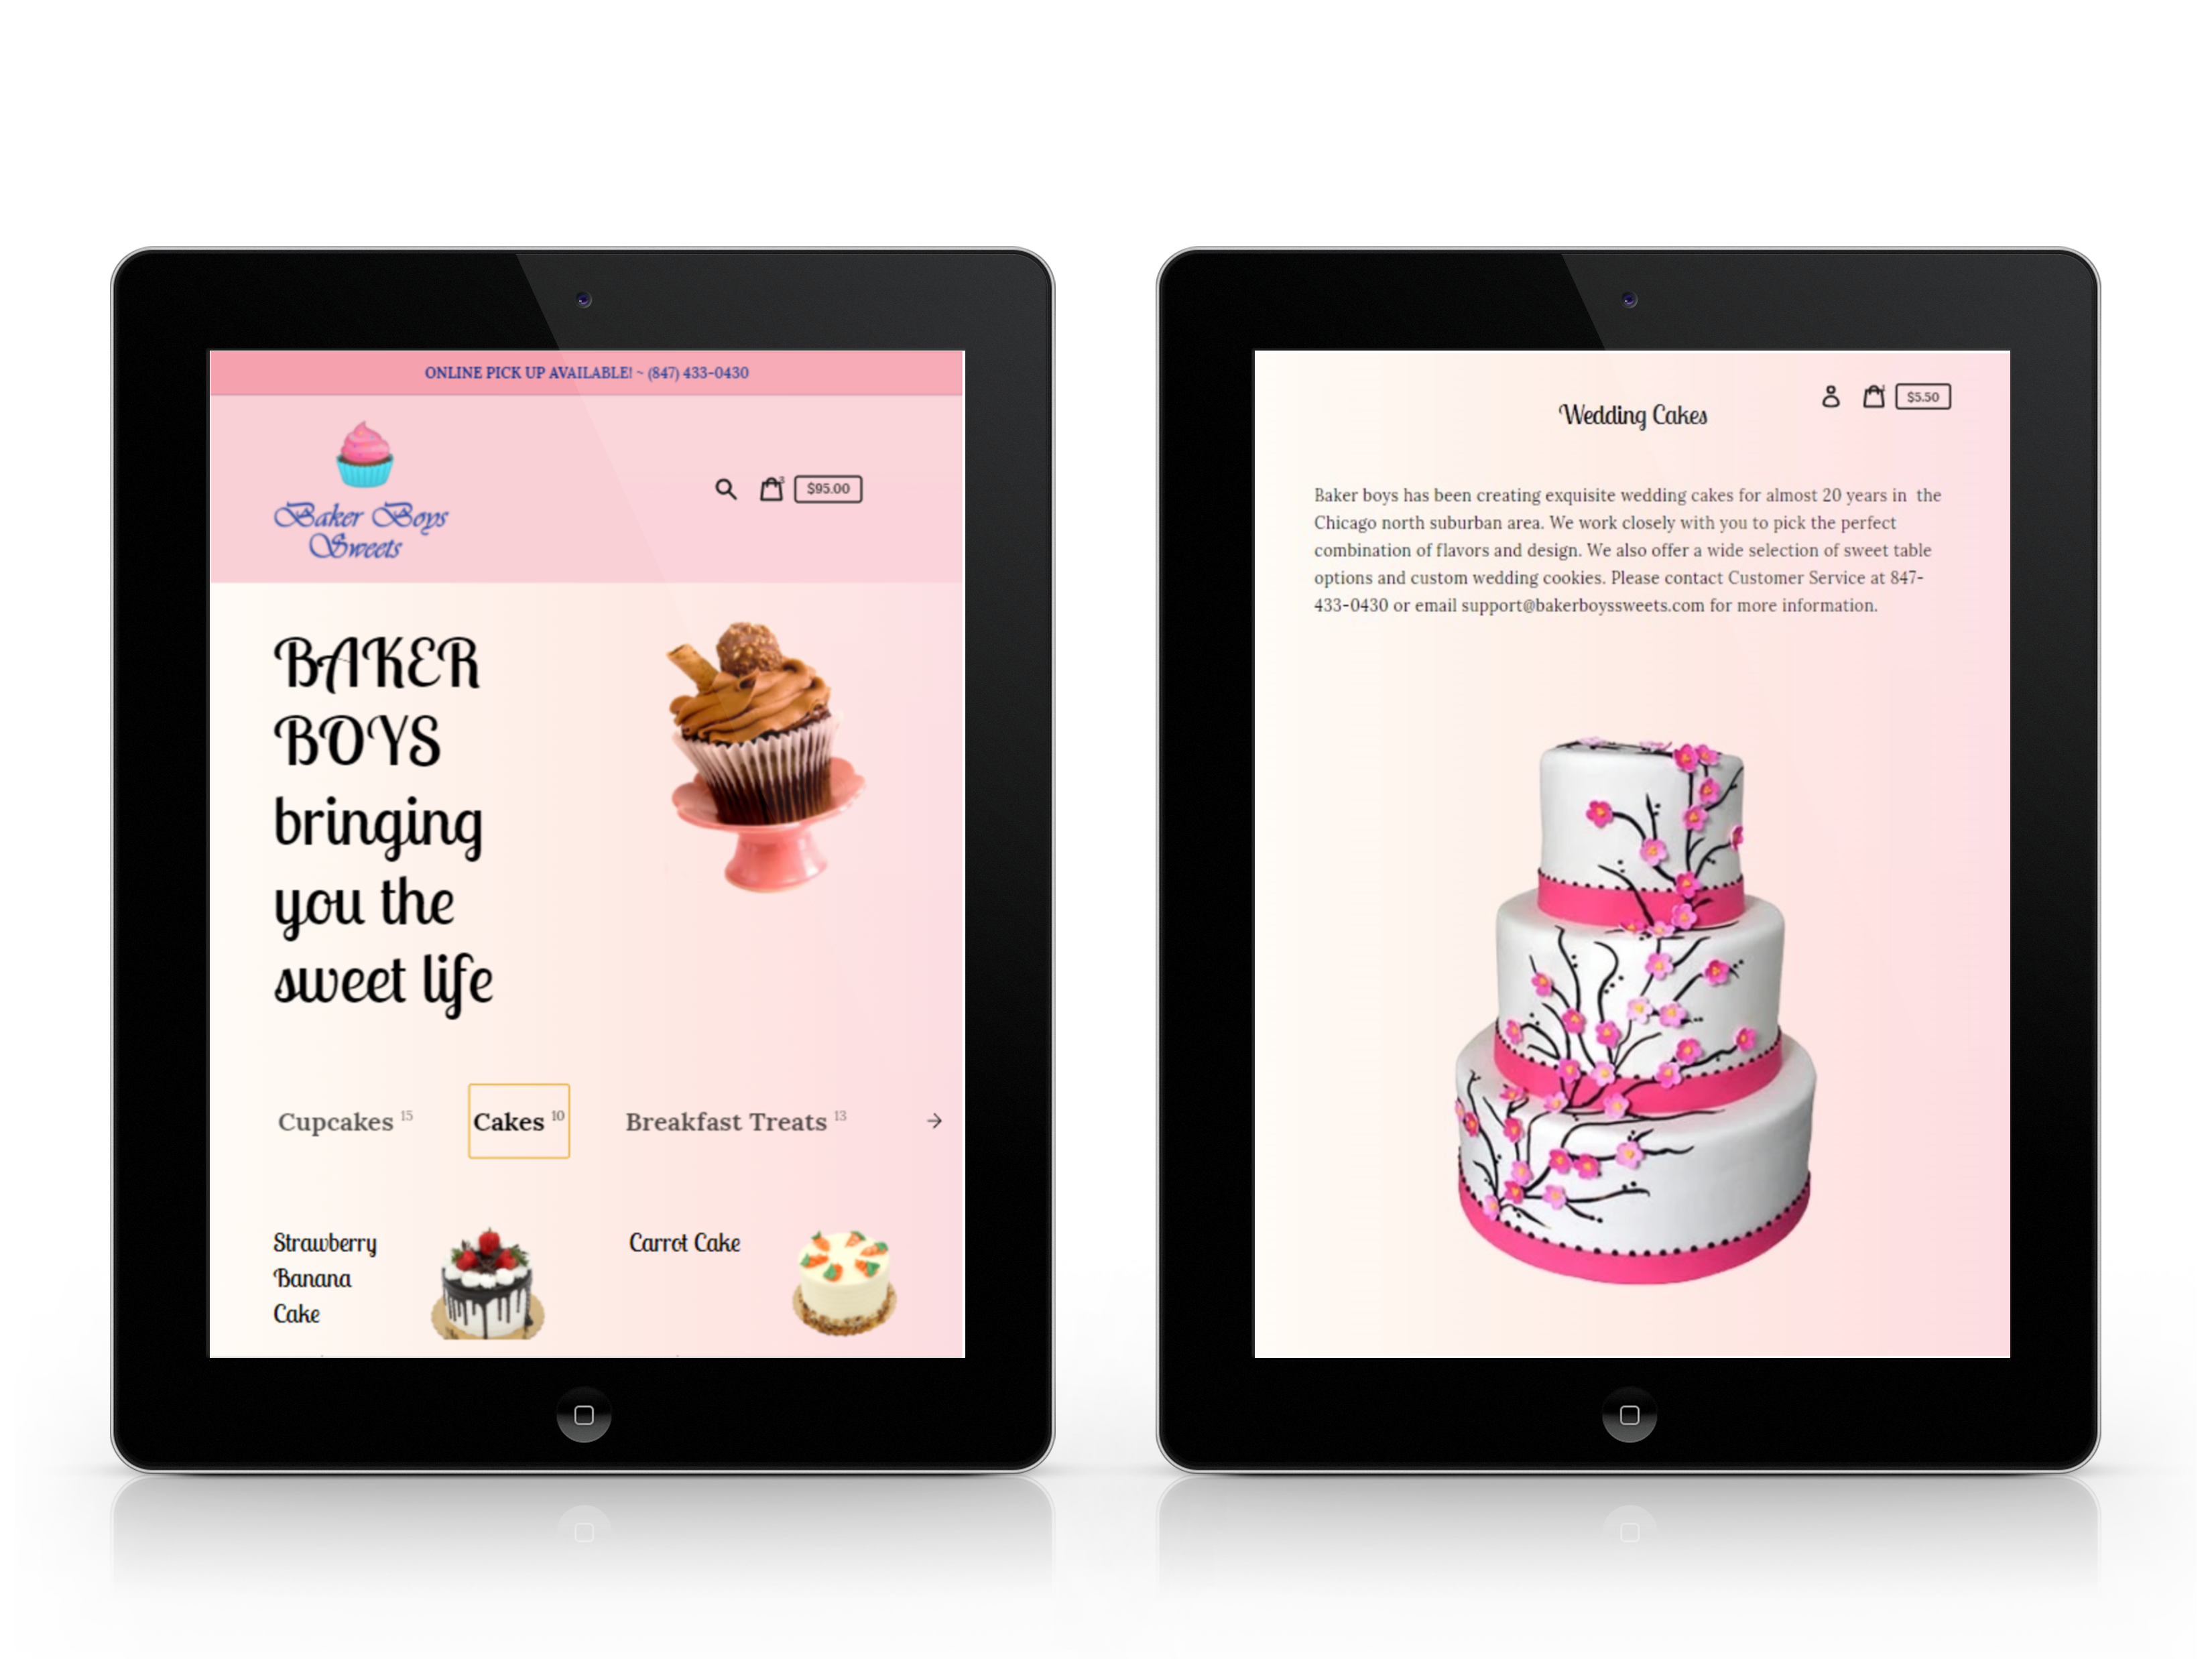 ONLINE PICK UP AVAILABLE! ~ (847) 433-0430
Baker Boys
Sweets
3
$95.00
BAKER
BOYS
bringing
you the
sweet life
Cupcakes 15
Cakes 10
Breakfast Treats 13
Strawberry
Banana
Cake
Carrot Cake
Wedding Cakes
1
$5.50
Baker boys has been creating exquisite wedding cakes for almost 20 years in the
Chicago north suburban area. We work closely with you to pick the perfect
combination of flavors and design. We also offer a wide selection of sweet table
options and custom wedding cookies. Please contact Customer Service at 847-
433-0430 or email support@bakerboyssweets.com for more information.